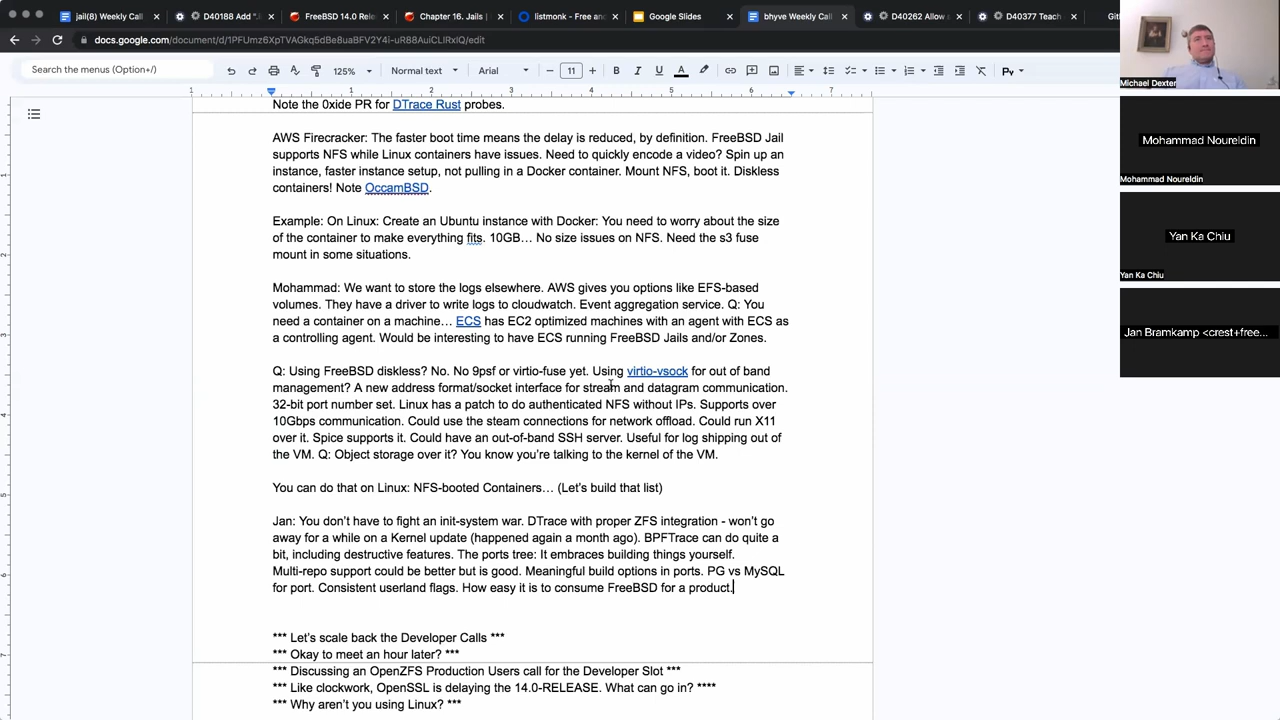 jail(8) Weekly Call
D40188 Add "J
FreeBSD 14.0 Rele
Chapter 16. Jails |
listmonk - Free an
Google Slides
bhyve Weekly Call
D40262 Allow s
D40377 Teach
docs.google.com/document/d/1PFUmz6XpTVAGkq5dBe8uaBFV2Y4i-uR88AuiCLIRxIQ/edit
Search the menus (Option+/)
125%
Normal text
Arial
11
Note the 0xide PR for DTrace Rust probes.
AWS Firecracker: The faster boot time means the delay is reduced, by definition. FreeBSD Jail
supports NFS while Linux containers have issues. Need to quickly encode a video? Spin up an
instance, faster instance setup, not pulling in a Docker container. Mount NFS, boot it. Diskless
containers! Note OccamBSD.
Example: On Linux: Create an Ubuntu instance with Docker: You need to worry about the size
of the container to make everything fits. 10GB… No size issues on NFS. Need the s3 fuse
mount in some situations.
Mohammad: We want to store the logs elsewhere. AWS gives you options like EFS-based
volumes. They have a driver to write logs to cloudwatch. Event aggregation service. Q: You
need a container on a machine… ECS has EC2 optimized machines with an agent with ECS as
a controlling agent. Would be interesting to have ECS running FreeBSD Jails and/or Zones.
Q: Using FreeBSD diskless? No. No 9psf or virtio-fuse yet. Using virtio-vsock for out of band
management? A new address format/socket interface for stream and datagram communication.
32-bit port number set. Linux has a patch to do authenticated NFS without IPs. Supports over
10Gbps communication. Could use the steam connections for network offload. Could run X11
over it. Spice supports it. Could have an out-of-band SSH server. Useful for log shipping out of
the VM. Q: Object storage over it? You know you're talking to the kernel of the VM.
You can do that on Linux: NFS-booted Containers… (Let's build that list)
Jan: You don't have to fight an init-system war. DTrace with proper ZFS integration - won't go
away for a while on a Kernel update (happened again a month ago). BPFTrace can do quite a
bit, including destructive features. The ports tree: It embraces building things yourself.
Multi-repo support could be better but is good. Meaningful build options in ports. PG vs MySQL
for port. Consistent userland flags. How easy it is to consume FreeBSD for a product.
*** Let's scale back the Developer Calls ***
*** Okay to meet an hour later? ***
*** Discussing an OpenZFS Production Users call for the Developer Slot ***
*** Like clockwork, OpenSSL is delaying the 14.0-RELEASE. What can go in? ****
*** Why aren't you using Linux? ***
Michael Dexter
Mohammad Noureldin
Mohammad Noureldin
Yan Ka Chiu
Yan Ka Chiu
Jan Bramkamp <crest+free...